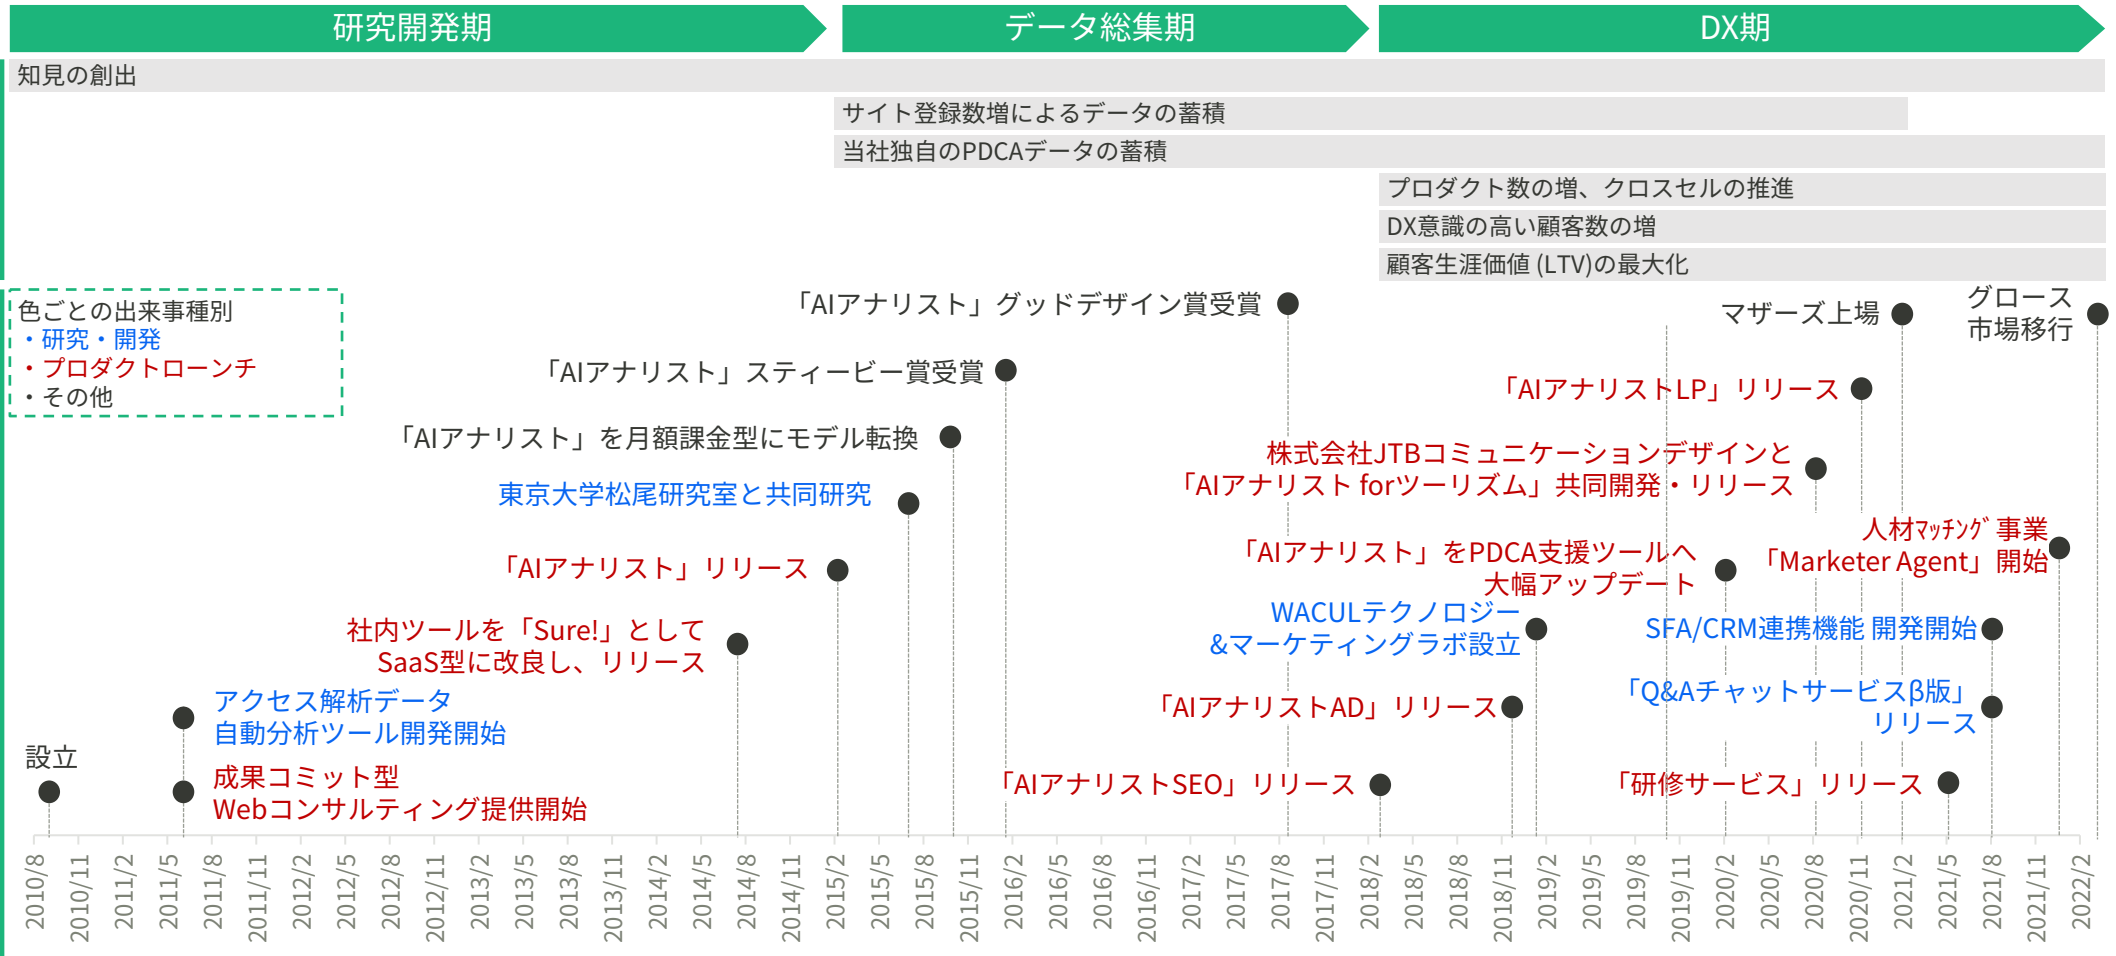 研究開発期
データ総集期
DX期
知見の創出
サイト登録数増によるデータの蓄積
当社独自のPDCAデータの蓄積
プロダクト数の増、クロスセルの推進
DX意識の高い顧客数の増
顧客生涯価値 (LTV)の最大化
色ごとの出来事種別
・研究・開発
・プロダクトローンチ
・その他
「AIアナリスト」グッドデザイン賞受賞
マザーズ上場
グロース
市場移行
「AIアナリスト」スティービー賞受賞
「AIアナリストLP」リリース
「AIアナリスト」を月額課金型にモデル転換
株式会社JTBコミュニケーションデザインと
「AIアナリスト forツーリズム」共同開発・リリース
東京大学松尾研究室と共同研究
人材ﾏｯﾁﾝｸﾞ 事業
「Marketer Agent」開始
「AIアナリスト」をPDCA支援ツールへ
大幅アップデート
「AIアナリスト」リリース
WACULテクノロジー
&マーケティングラボ設立
SFA/CRM連携機能 開発開始
社内ツールを「Sure!」として
SaaS型に改良し、リリース
「Q&Aチャットサービスβ版」
リリース
アクセス解析データ
自動分析ツール開発開始
「AIアナリストAD」リリース
設立
成果コミット型
Webコンサルティング提供開始
「AIアナリストSEO」リリース
「研修サービス」リリース
2010/8
2010/11
2011/2
2011/5
2011/8
2011/11
2012/2
2012/5
2012/8
2012/11
2013/2
2013/5
2013/8
2013/11
2014/2
2014/5
2014/8
2014/11
2015/2
2015/5
2015/8
2015/11
2016/2
2016/5
2016/8
2016/11
2017/2
2017/5
2017/8
2017/11
2018/2
2018/5
2018/8
2018/11
2019/2
2019/5
2019/8
2019/11
2020/2
2020/5
2020/8
2020/11
2021/2
2021/5
2021/8
2021/11
2022/2